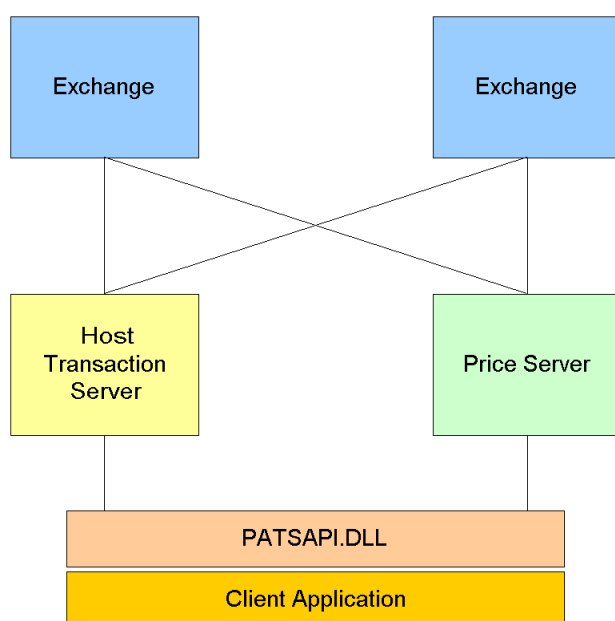 Exchange
Exchange
Host
Transaction
Server
Price Server
PATSAPI.DLL
Client Application